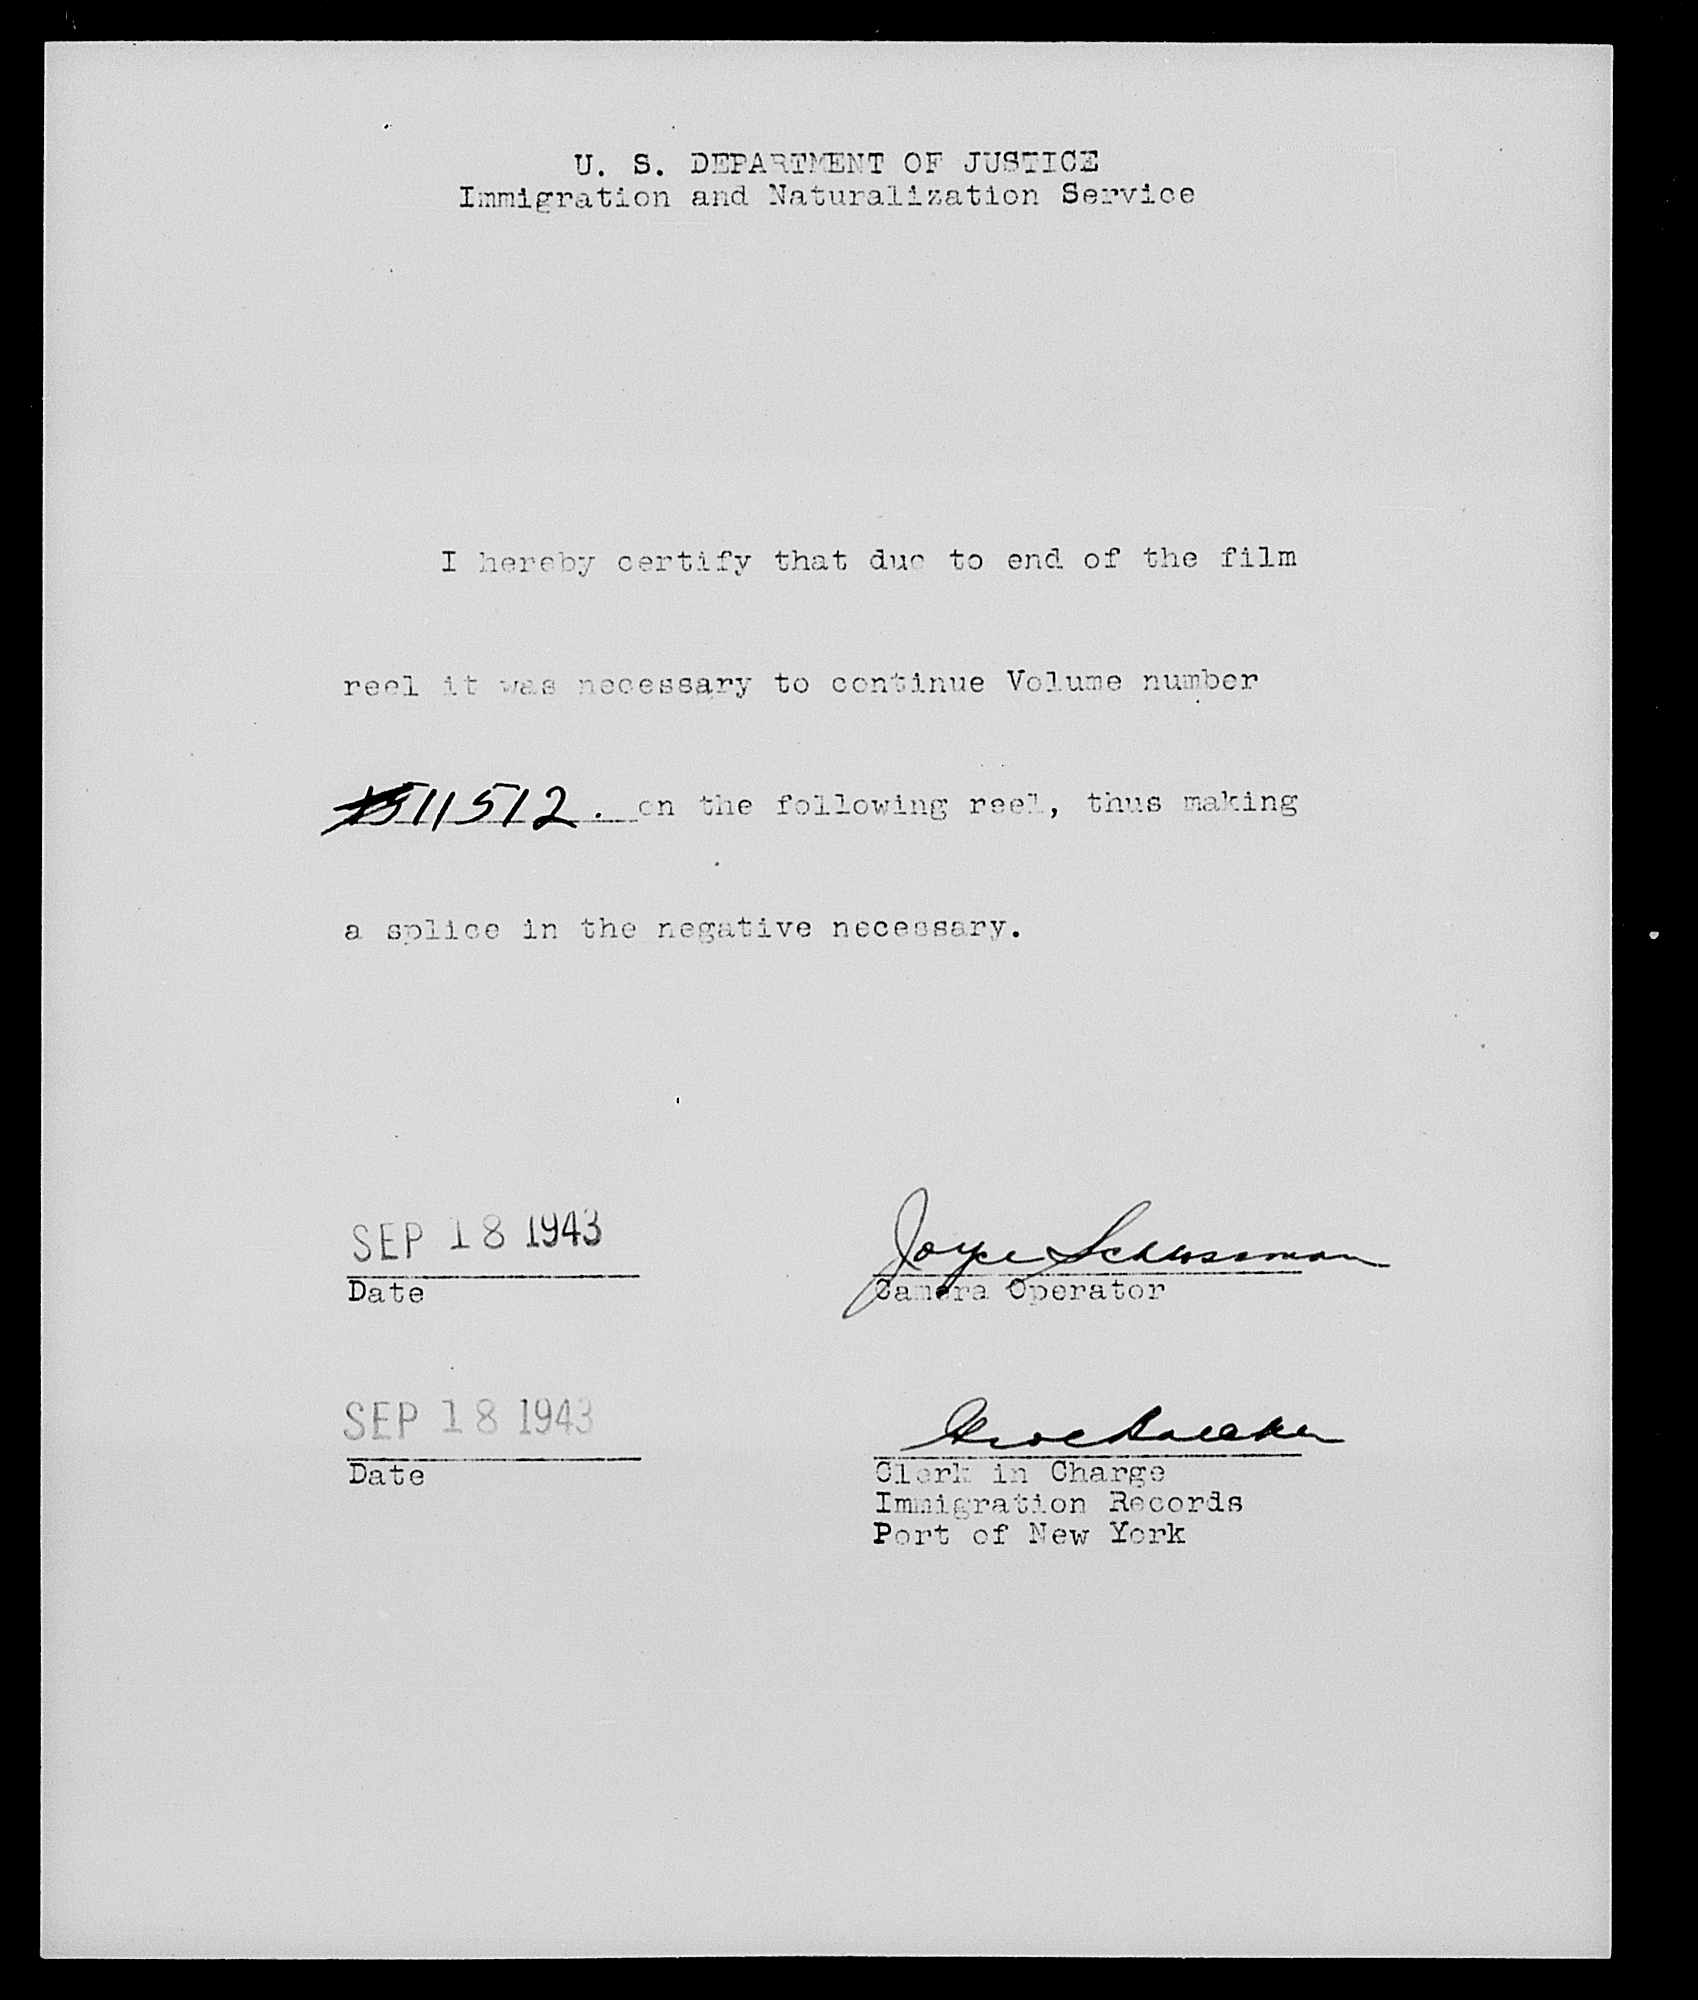 U. S. DEPARTMENT OF JUSTICE
Immigration and Naturalization Service
I hereby certify that due to end of the film
reel it was necessary to continue Volume number
11512. on the following reel, thus making
a splice in the negative necessary.
SEP 18 1943
Date
Joyce
Camera Operator
SEP 18 1943
Date
Clerk in Charge
Immigration Records
Port of New York